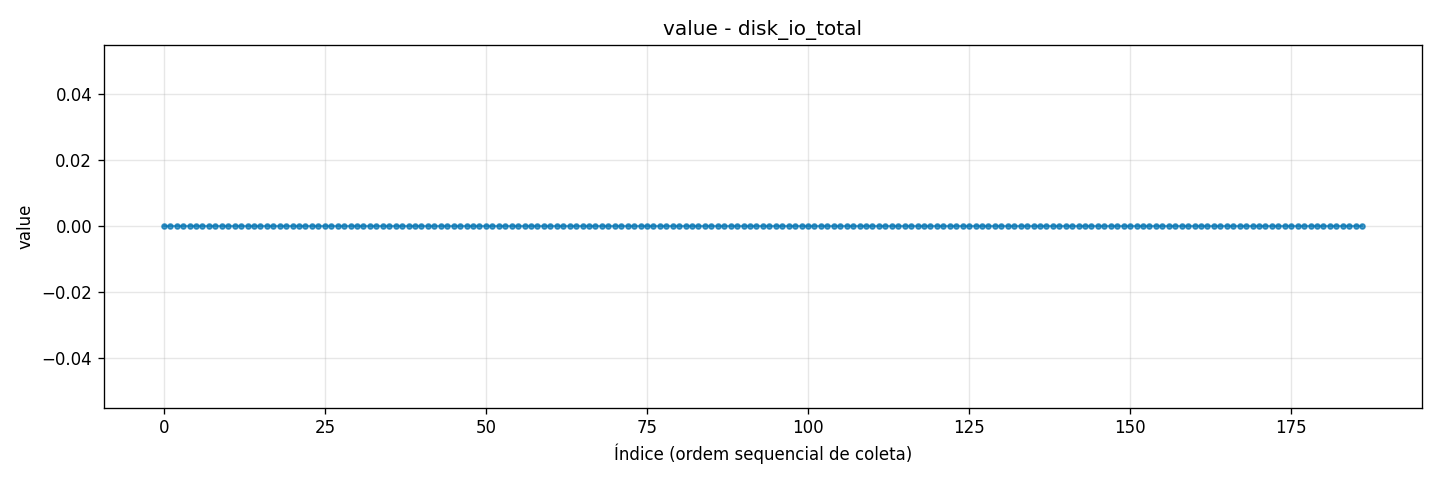 value - disk_io_total
0.04
0.02
0.00
−0.02
−0.04
value
0 25 50 75 100 125 150 175
Índice (ordem sequencial de coleta)